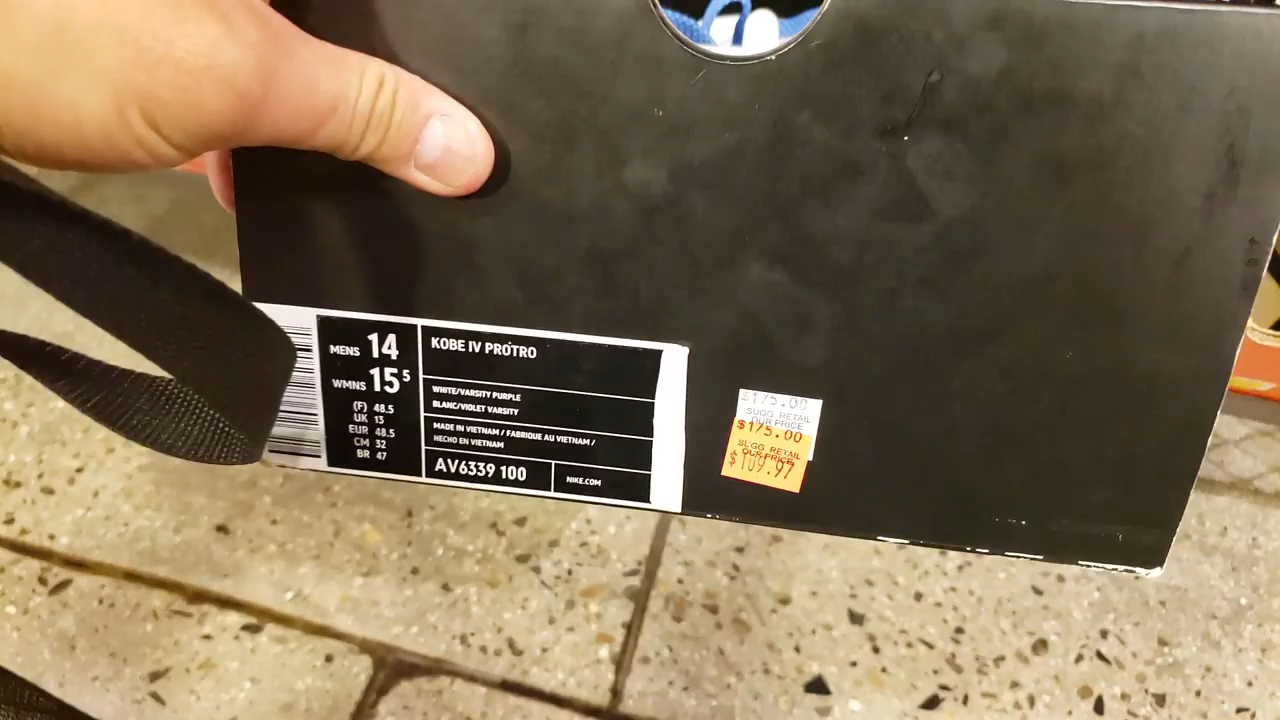 MENS 14
WMNS 15 5
(F) 48.5
UK 13
EUR 48.5
CM 32
BR 47
KOBE IV PROTRO
WHITE/VARSITY PURPLE
BLANC/VIOLET VARSITY
MADE IN VIETNAM / FABRIQUE AU VIETNAM /
HECHO EN VIETNAM
AV6339 100
NIKE.COM
$175.00
SUGG. RETAIL
OUR PRICE
$175.00
SUGG. RETAIL
OUR PRICE
$109.97